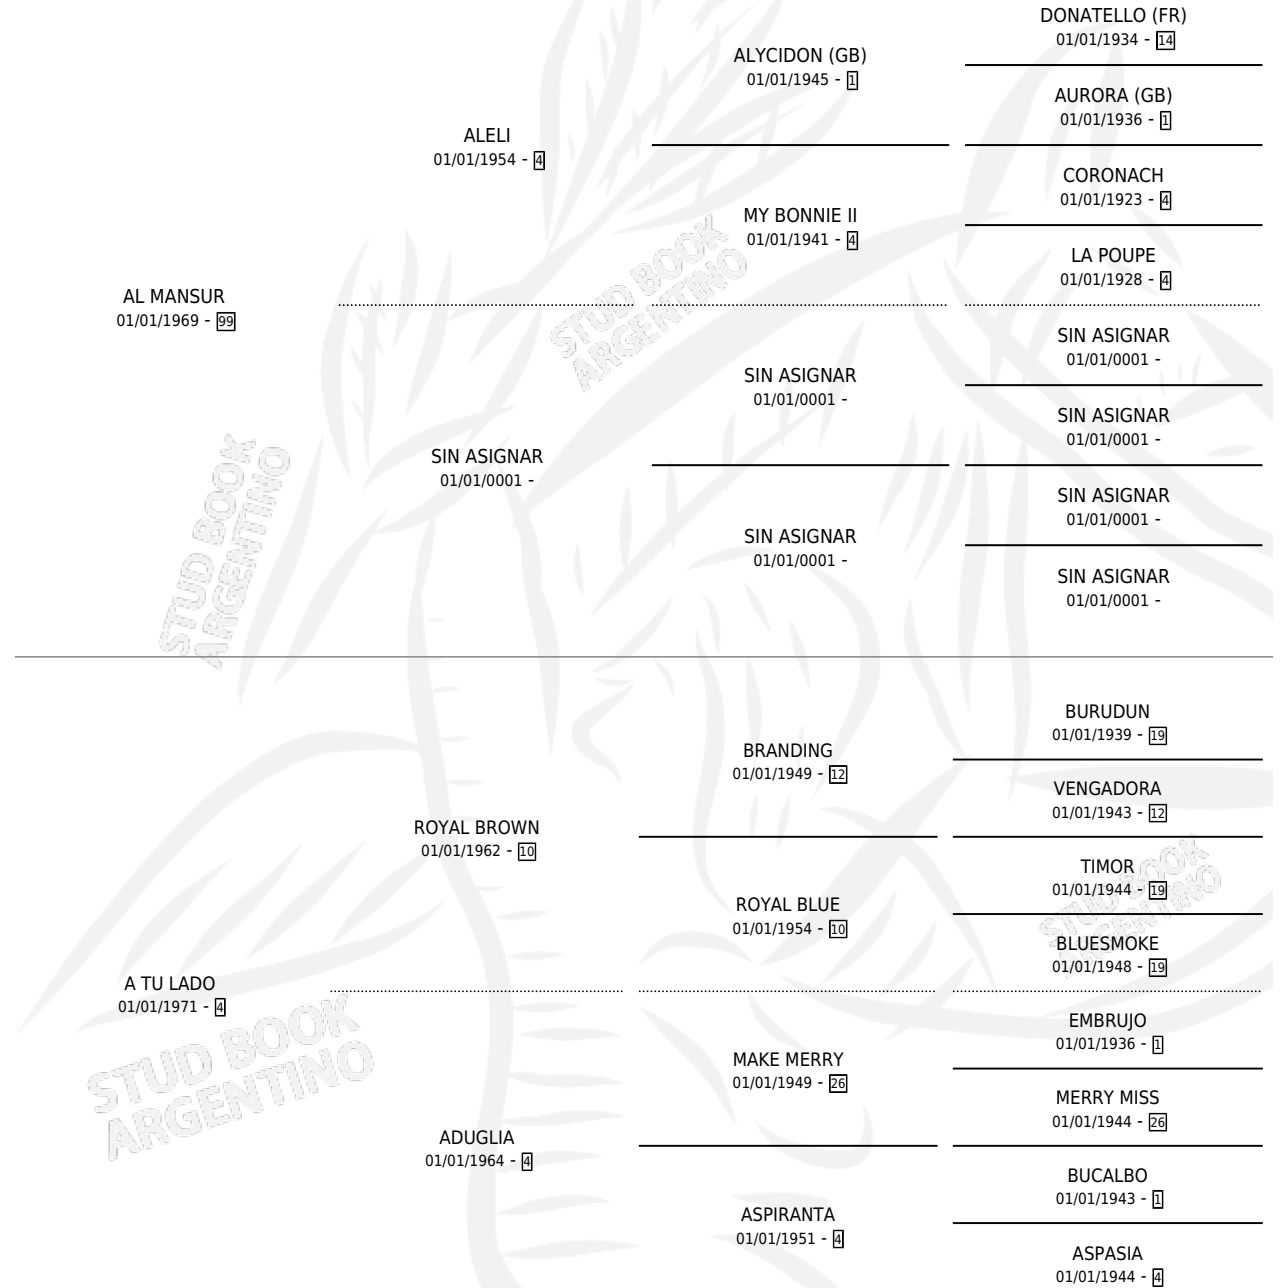 DONATELLO (FR)
01/01/1934 - 14
ALYCIDON (GB)
01/01/1945 - 1
AURORA (GB)
01/01/1936 - 1
ALELI
01/01/1954 - 4
CORONACH
01/01/1923 - 4
MY BONNIE II
01/01/1941 - 4
LA POUPE
01/01/1928 - 4
AL MANSUR
01/01/1969 - 99
SIN ASIGNAR
01/01/0001 -
SIN ASIGNAR
01/01/0001 -
SIN ASIGNAR
01/01/0001 -
SIN ASIGNAR
01/01/0001 -
SIN ASIGNAR
01/01/0001 -
SIN ASIGNAR
01/01/0001 -
SIN ASIGNAR
01/01/0001 -
STUD BOOK
ARGENTINO
STUD BOOK
ARGENTINO
BURUDUN
01/01/1939 - 19
BRANDING
01/01/1949 - 12
VENGADORA
01/01/1943 - 12
ROYAL BROWN
01/01/1962 - 10
TIMOR
01/01/1944 - 19
ROYAL BLUE
01/01/1954 - 10
BLUESMOKE
01/01/1948 - 19
STUD BOOK
ARGENTINO
A TU LADO
01/01/1971 - 4
EMBRUJO
01/01/1936 - 1
MAKE MERRY
01/01/1949 - 26
MERRY MISS
01/01/1944 - 26
STUD BOOK
ARGENTINO
ADUGLIA
01/01/1964 - 4
BUCALBO
01/01/1943 - 1
ASPIRANTA
01/01/1951 - 4
ASPASIA
01/01/1944 - 4